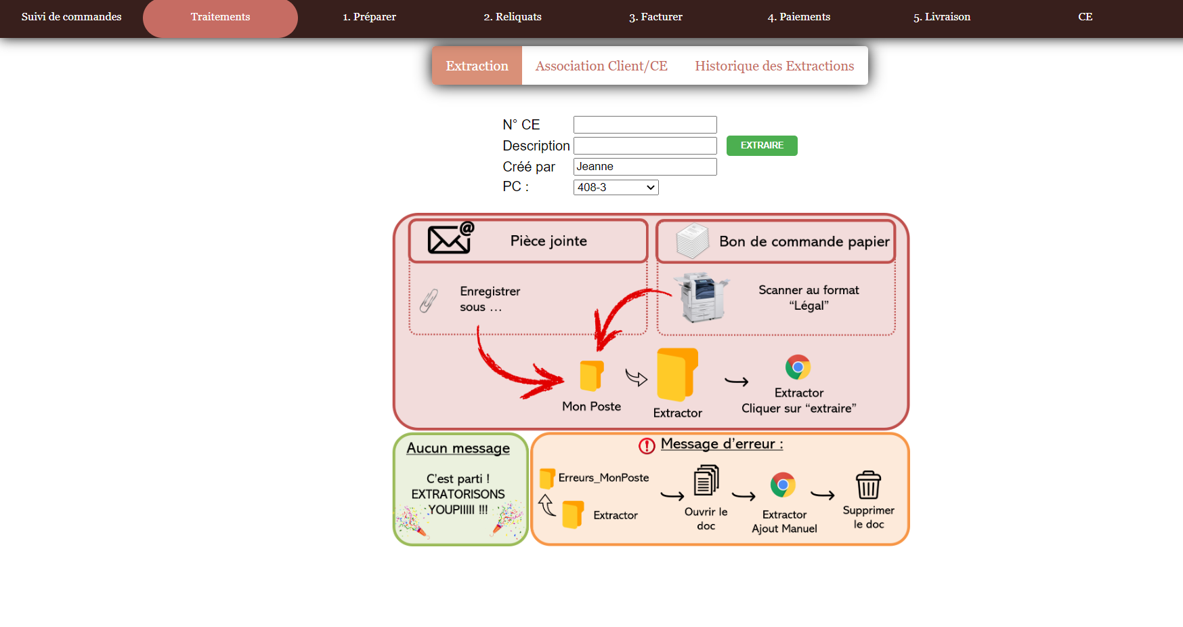 Suivi de commandes
Traitements
1. Préparer
2. Reliquats
3. Facturer
4. Paiements
5. Livraison
CE
Extraction
Association Client/CE
Historique des Extractions
N° CE
Description
EXTRAIRE
Créé par
Jeanne
PC :
408-3
@
Pièce jointe
Bon de commande papier
Enregistrer
sous ...
Scanner au format
“Légal”
Mon Poste
Extractor
Extractor
Cliquer sur “extraire”
Aucun message
C'est parti !
EXTRATORISONS
YOUPIIIII !!!
Message d'erreur :
Erreurs_MonPoste
Extractor
Ouvrir le
doc
Extractor
Ajout Manuel
Supprimer
le doc